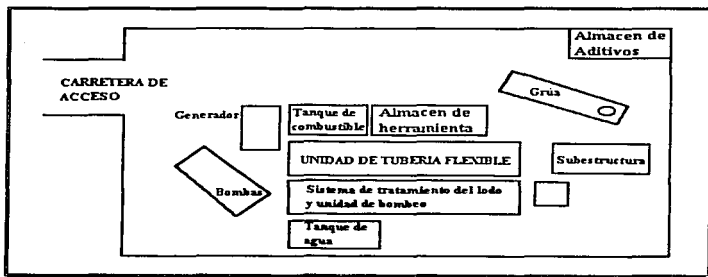 Almacen de
Aditivos
CARRETERA DE
ACCESO
Grúa
Generador
Tanque de
combustible
Almacen de
herramienta
UNIDAD DE TUBERIA FLEXIBLE
Subestructura
Bombas
Sistema de tratamiento del lodo
y unidad de bombeo
Tanque de
agua